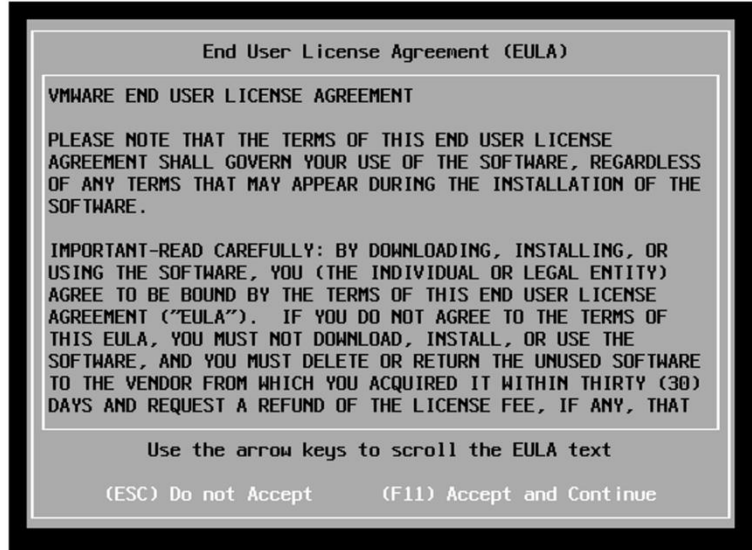 End User License Agreement (EULA)
VMWARE END USER LICENSE AGREEMENT
PLEASE NOTE THAT THE TERMS OF THIS END USER LICENSE
AGREEMENT SHALL GOVERN YOUR USE OF THE SOFTWARE, REGARDLESS
OF ANY TERMS THAT MAY APPEAR DURING THE INSTALLATION OF THE
SOFTWARE.
IMPORTANT-READ CAREFULLY: BY DOWNLOADING, INSTALLING, OR
USING THE SOFTWARE, YOU (THE INDIVIDUAL OR LEGAL ENTITY)
AGREE TO BE BOUND BY THE TERMS OF THIS END USER LICENSE
AGREEMENT ("EULA").  IF YOU DO NOT AGREE TO THE TERMS OF
THIS EULA, YOU MUST NOT DOWNLOAD, INSTALL, OR USE THE
SOFTWARE, AND YOU MUST DELETE OR RETURN THE UNUSED SOFTWARE
TO THE VENDOR FROM WHICH YOU ACQUIRED IT WITHIN THIRTY (30)
DAYS AND REQUEST A REFUND OF THE LICENSE FEE, IF ANY, THAT
Use the arrow keys to scroll the EULA text
(ESC) Do not Accept (F11) Accept and Continue